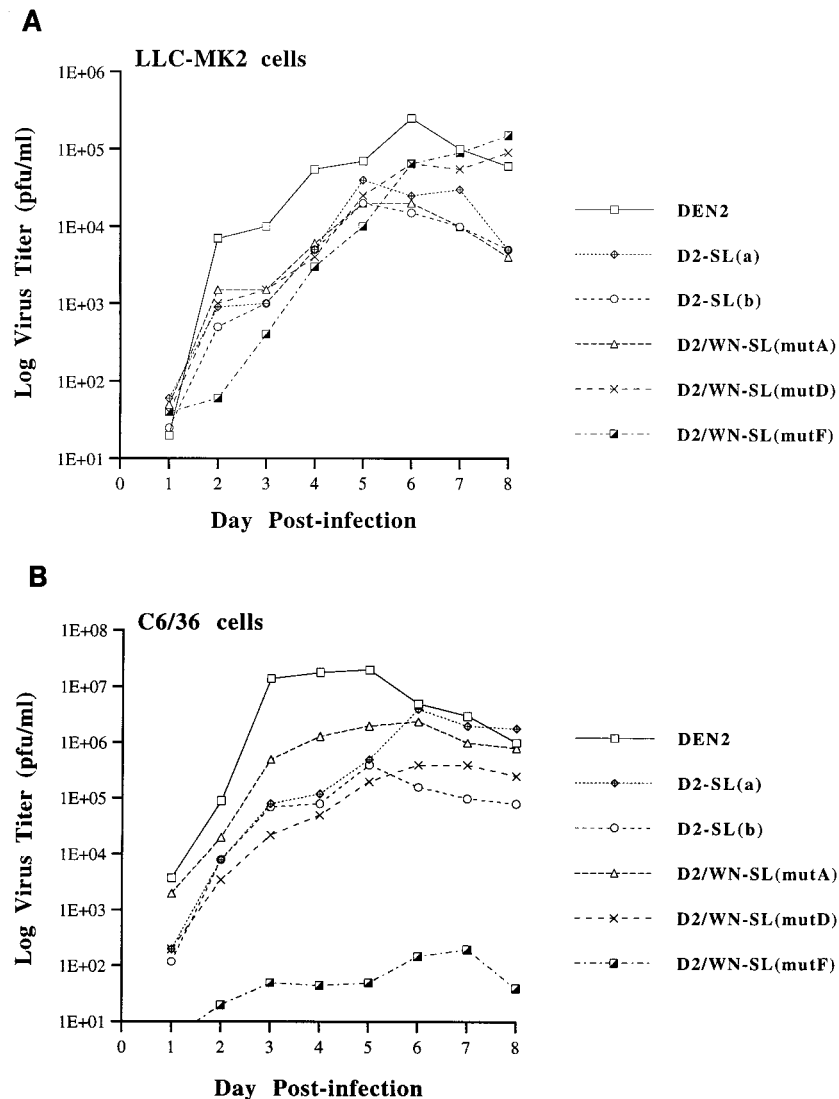 A
LLC-MK2 cells
1E+06
1E+05
1E+04
1E+03
1E+02
1E+01
Log Virus Titer (pfu/ml)
0 1 2 3 4 5 6 7 8
Day Post-infection
DEN2
D2-SL(a)
D2-SL(b)
D2/WN-SL(mutA)
D2/WN-SL(mutD)
D2/WN-SL(mutF)
B
C6/36 cells
1E+08
1E+07
1E+06
1E+05
1E+04
1E+03
1E+02
1E+01
Log Virus Titer (pfu/ml)
0 1 2 3 4 5 6 7 8
Day Post-infection
DEN2
D2-SL(a)
D2-SL(b)
D2/WN-SL(mutA)
D2/WN-SL(mutD)
D2/WN-SL(mutF)